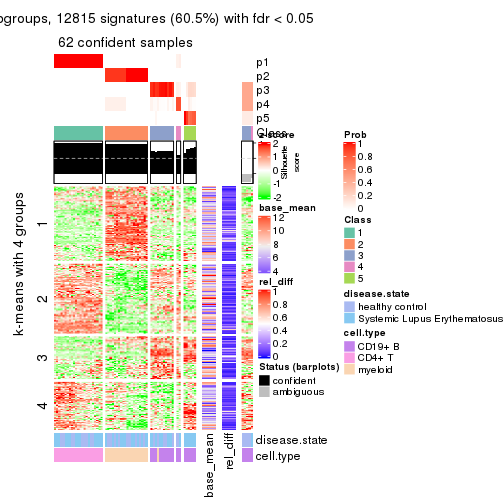 ogroups, 12815 signatures (60.5%) with fdr < 0.05
62 confident samples
p1
p2
p3
p4
p5
Class
Silhouette
score
k-means with 4 groups
1
2
3
4
disease.state
cell.type
base_mean
rel_diff
z-score
2
1
0
-1
-2
base_mean
12
10
8
6
4
rel_diff
1
0.8
0.6
0.4
0.2
0
Status (barplots)
confident
ambiguous
Prob
1
0.8
0.6
0.4
0.2
0
Class
1
2
3
4
5
disease.state
healthy control
Systemic Lupus Erythematosus
cell.type
CD19+ B
CD4+ T
myeloid